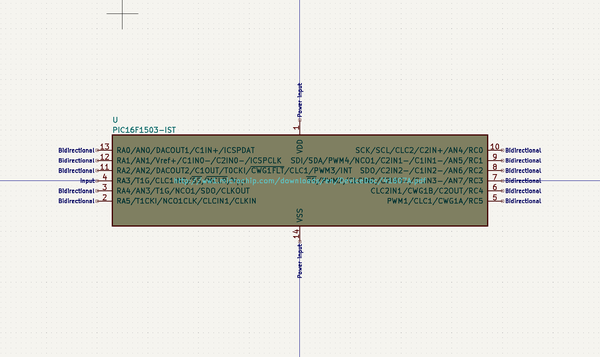 Power Input
1
U
PIC16F1503-IST
VDD
Bidirectional 13 RA0/AN0/DACOUT1/C1IN+/ICSPDAT SCK/SCL/CLC2/C2IN+/AN4/RC0 10 Bidirectional
Bidirectional 12 RA1/AN1/Vref+/C1IN0-/C2IN0-/ICSPCLK SDI/SDA/PWM4/NCO1/C2IN1-/C1IN1-/AN5/RC1 9 Bidirectional
Bidirectional 11 RA2/AN2/DACOUT2/C1OUT/T0CKI/CWG1FLT/CLC1/PWM3/INT SDO/C2IN2-/C1IN2-/AN6/RC2 8 Bidirectional
Input 4 RA3/T1G/CLC1 IN3-/AN7/RC3 7 Bidirectional
Bidirectional 3 RA4/AN3/T1G/NCO1/SDO/CLKOUT CLC2IN1/CWG1B/C2OUT/RC4 6 Bidirectional
Bidirectional 2 RA5/T1CKI/NCO1CLK/CLCIN1/CLKIN PWM1/CLC1/CWG1A/RC5 5 Bidirectional
VSS
14
Power Input